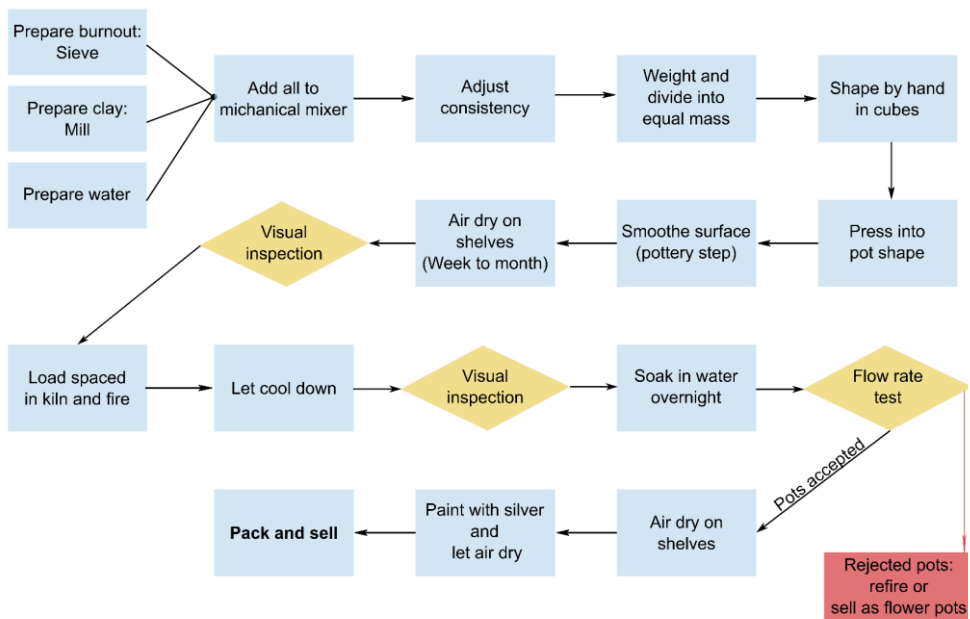 Prepare burnout:
Sieve
Prepare clay:
Mill
Prepare water
Add all to
michanical mixer
Adjust
consistency
Weight and
divide into
equal mass
Shape by hand
in cubes
Press into
pot shape
Smoothe surface
(pottery step)
Air dry on
shelves
(Week to month)
Visual
inspection
Load spaced
in kiln and fire
Let cool down
Visual
inspection
Soak in water
overnight
Flow rate
test
Pots accepted
Rejected pots:
refire or
sell as flower pots
Air dry on
shelves
Paint with silver
and
let air dry
Pack and sell